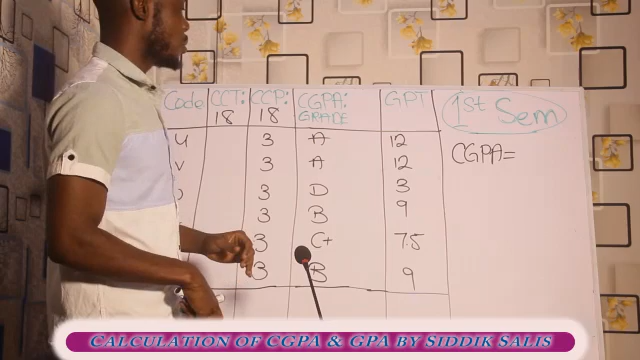 Code CCT: CCP: CGPA: GPT 1st Sem
18 18 GRADE
U 3 A 12 CGPA=
V 3 A 12
3 D 3
3 B 9
3 C+ 7.5
3 B 9
CALCULATION OF CGPA & GPA BY SIDDIK SALIS